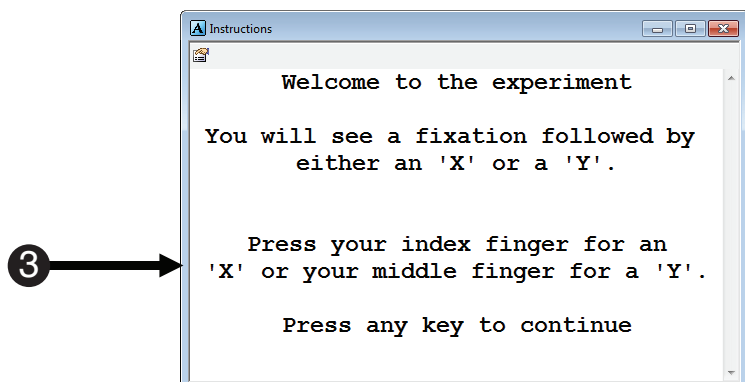 Instructions
Welcome to the experiment
You will see a fixation followed by
either an 'X' or a 'Y'.
Press your index finger for an
'X' or your middle finger for a 'Y'.
Press any key to continue
3